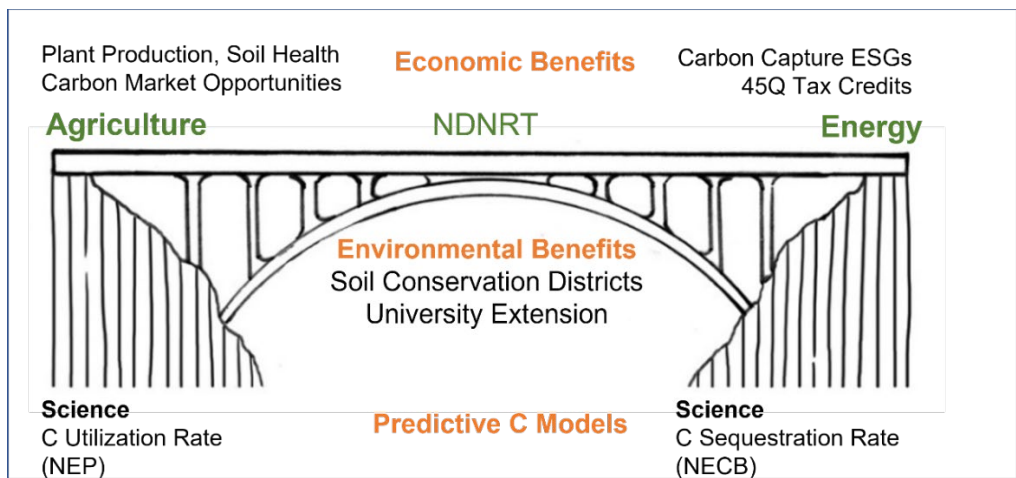 Plant Production, Soil Health
Carbon Market Opportunities
Economic Benefits
Carbon Capture ESGs
45Q Tax Credits
Agriculture
NDNRT
Energy
Environmental Benefits
Soil Conservation Districts
University Extension
Science
C Utilization Rate
(NEP)
Predictive C Models
Science
C Sequestration Rate
(NECB)